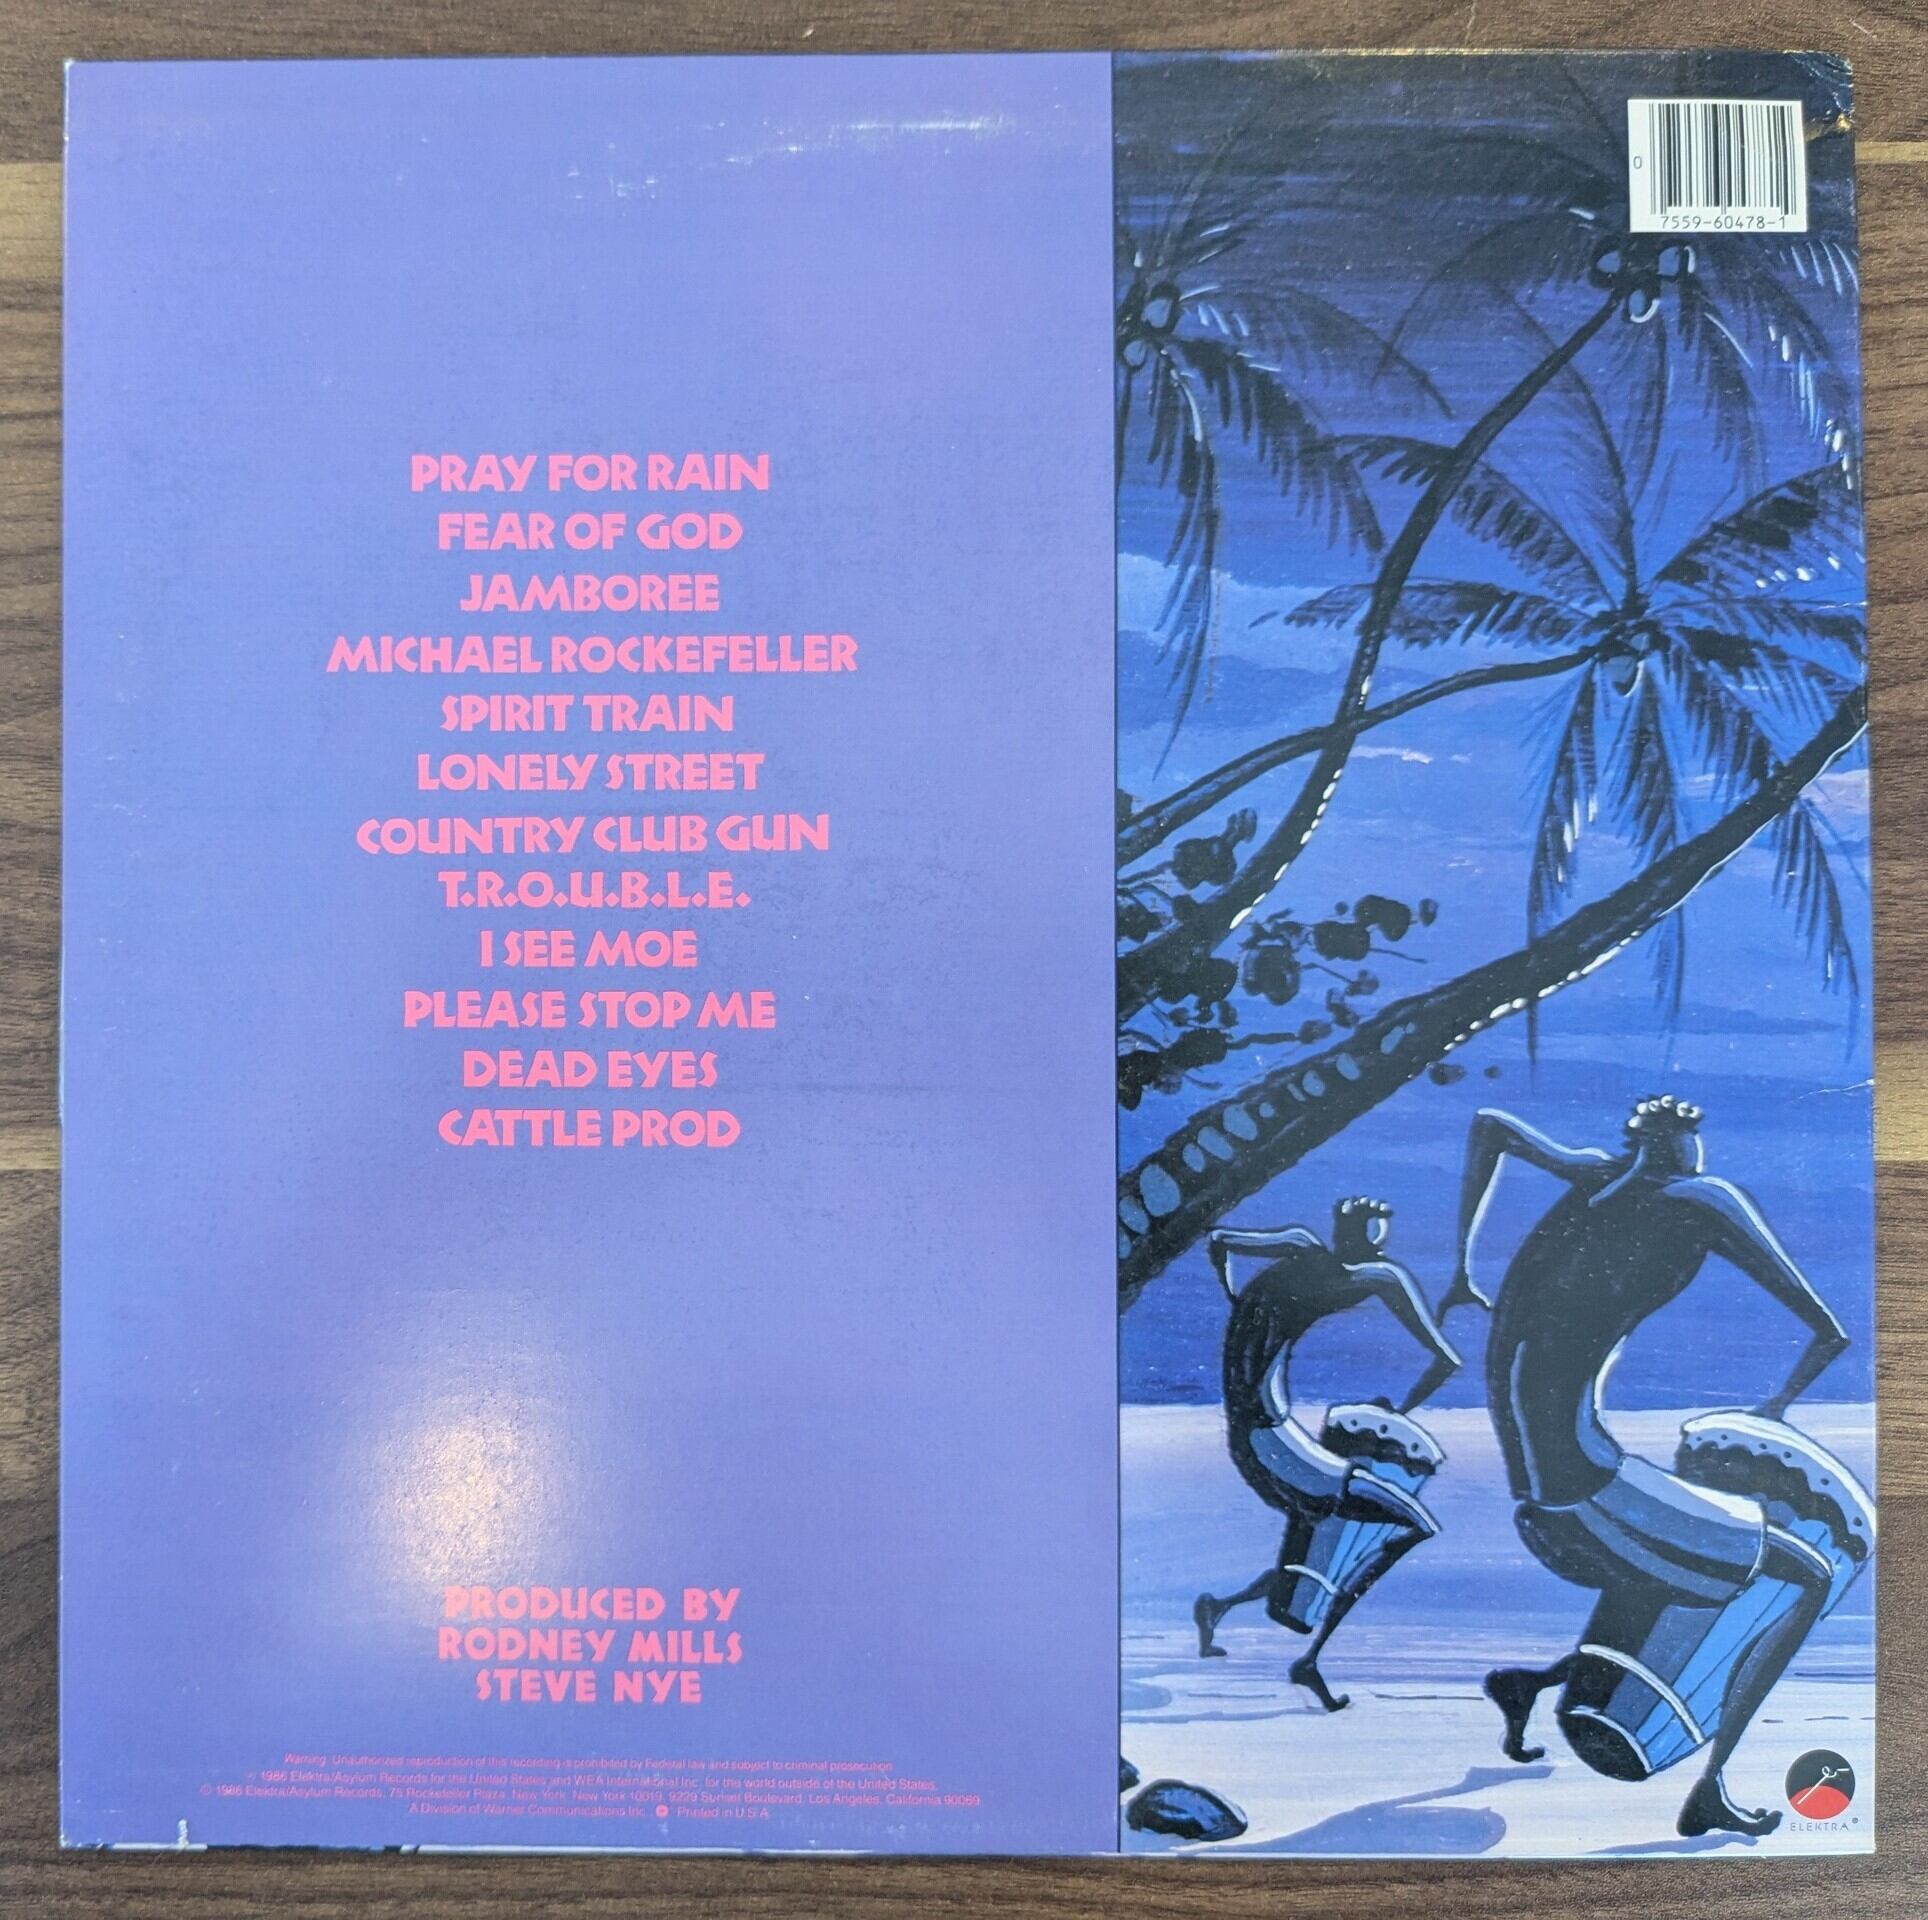 0
7559-60478-1
PRAY FOR RAIN
FEAR OF GOD
JAMBOREE
MICHAEL ROCKEFELLER
SPIRIT TRAIN
LONELY STREET
COUNTRY CLUB GUN
T.R.O.U.B.L.E.
I SEE MOE
PLEASE STOP ME
DEAD EYES
CATTLE PROD
PRODUCED BY
RODNEY MILLS
STEVE NYE
Warning: Unauthorized reproduction of this recording is prohibited by Federal law and subject to criminal prosecution
℗ 1986 Elektra/Asylum Records for the United States and WEA International Inc. for the world outside of the United States.
© 1986 Elektra/Asylum Records, 75 Rockefeller Plaza, New York, New York 10019. 9229 Sunset Boulevard, Los Angeles, California 90069
A Division of Warner Communications Inc. Printed in U.S.A.
ELEKTRA®